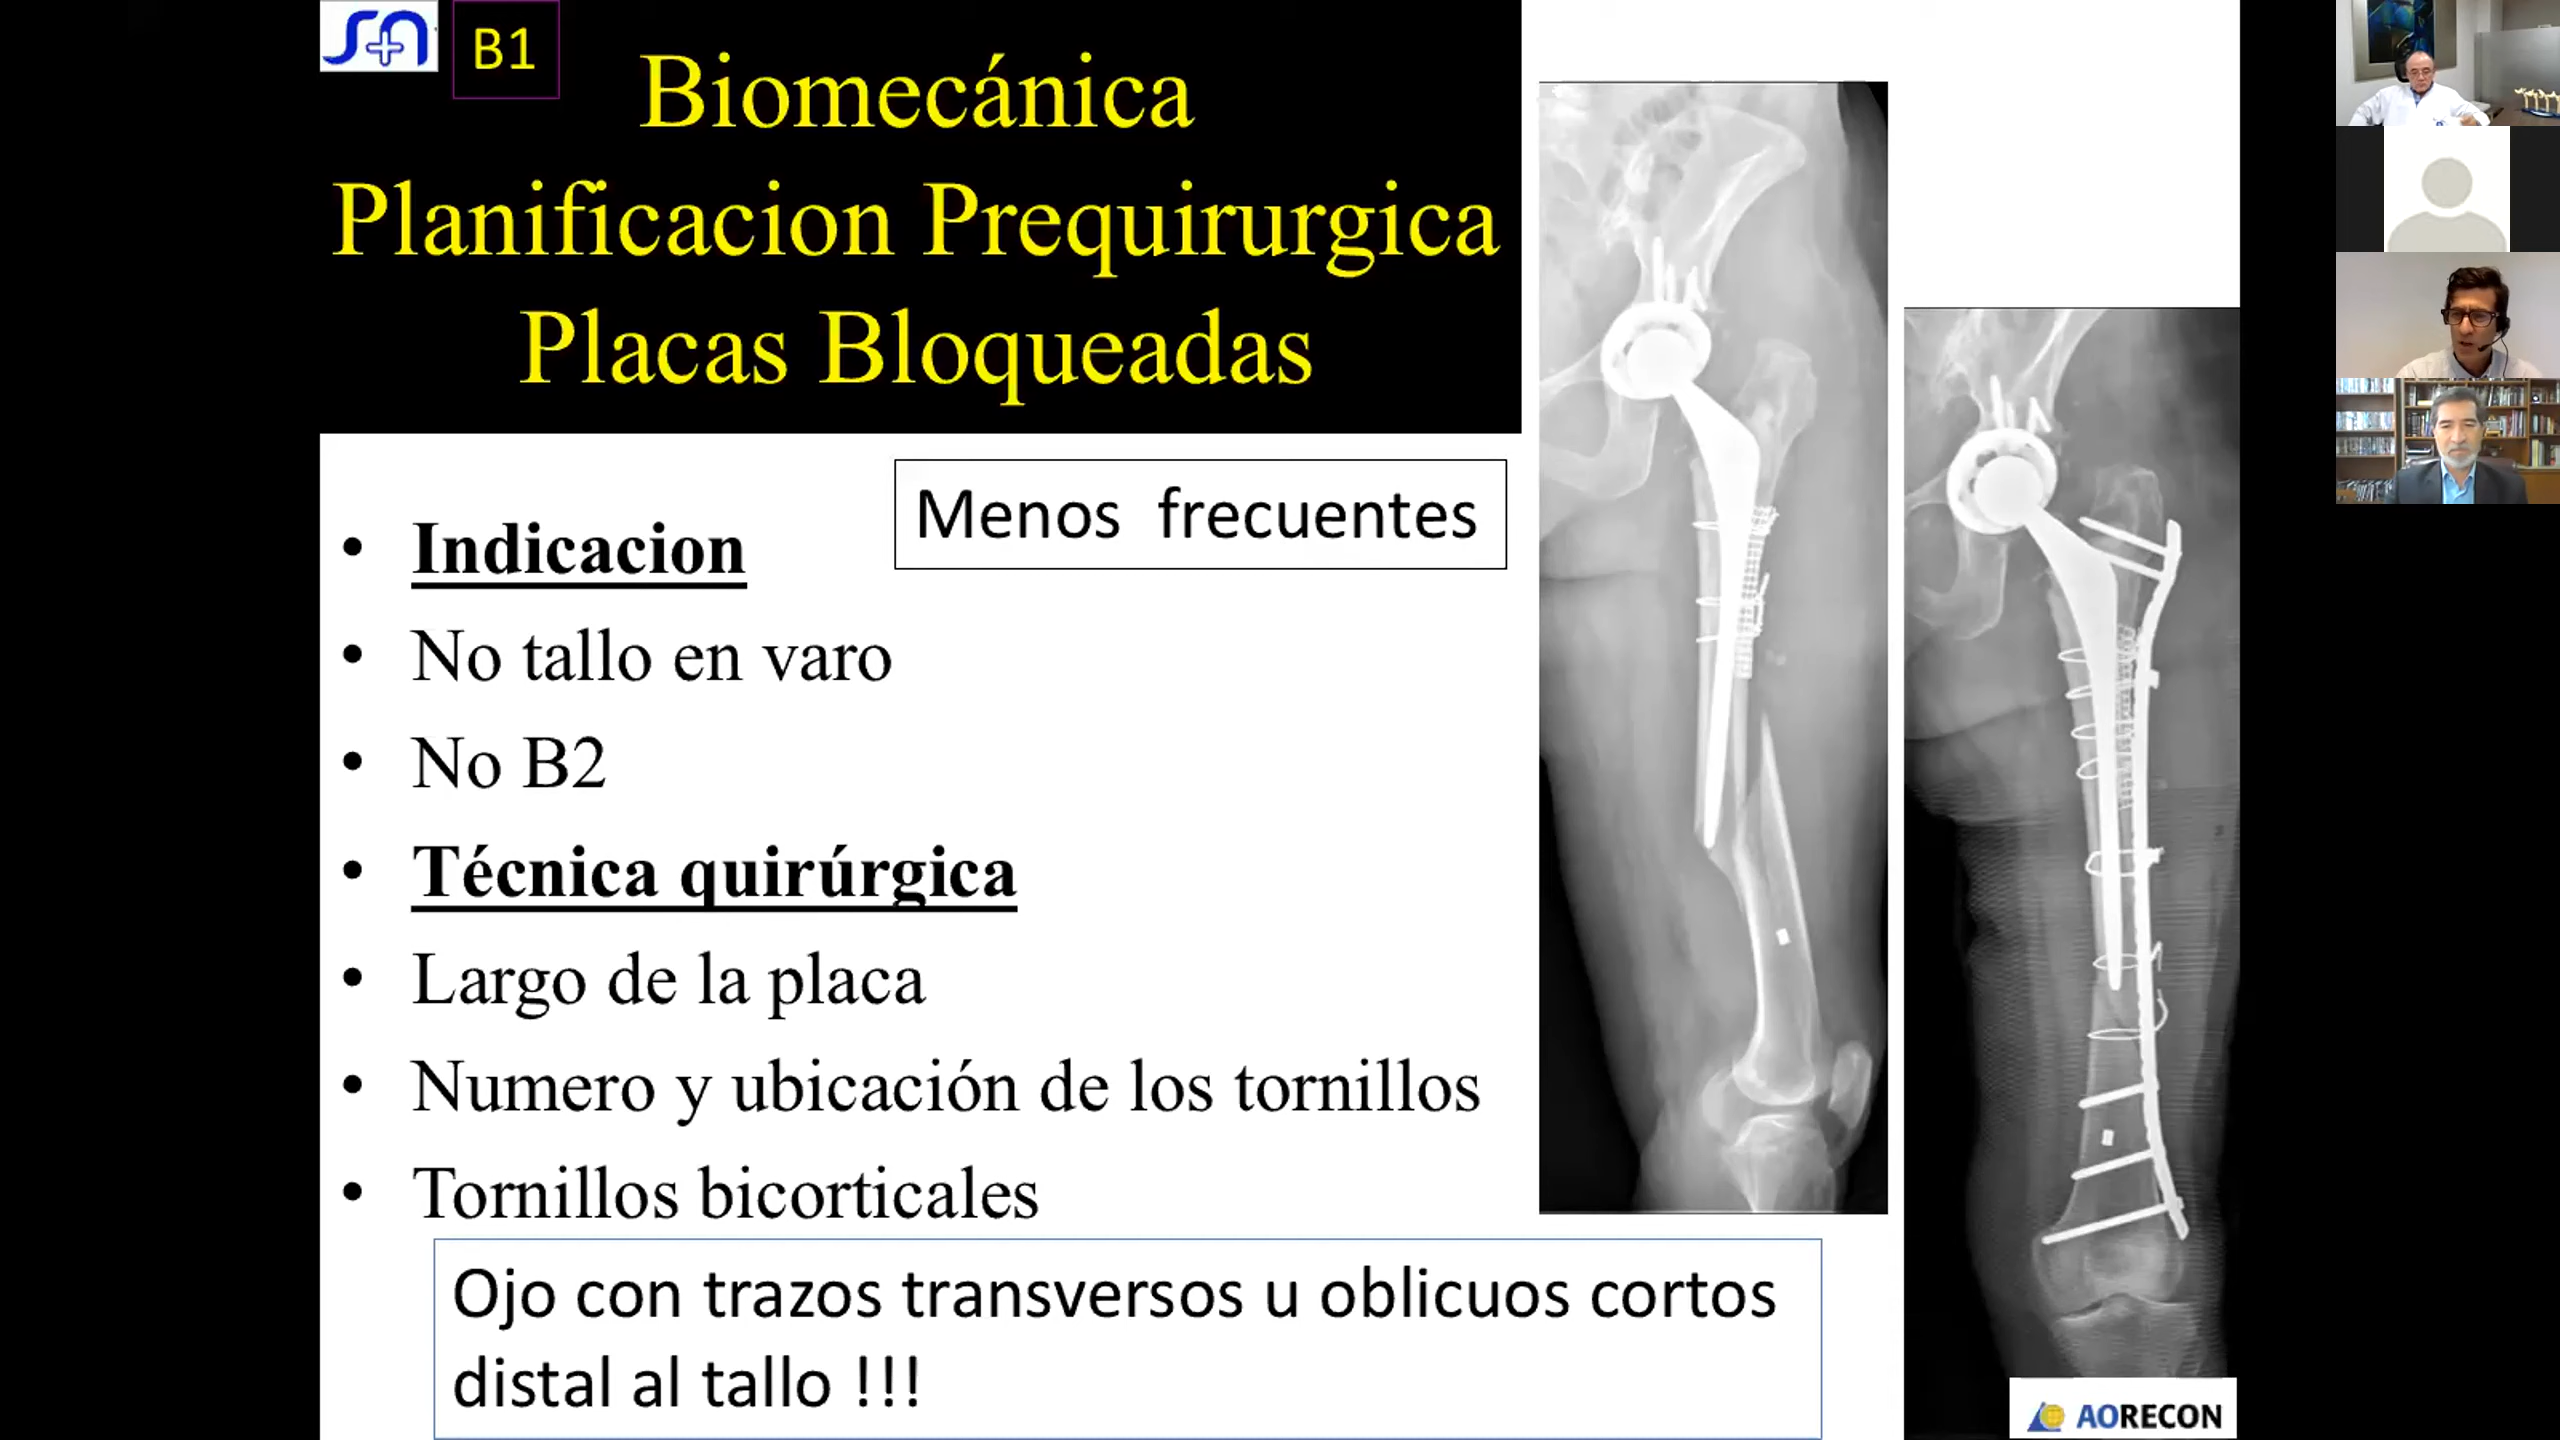 S+n
B1
Biomecánica
Planificacion Prequirurgica
Placas Bloqueadas
Menos frecuentes
• Indicacion
• No tallo en varo
• No B2
• Técnica quirúrgica
• Largo de la placa
• Numero y ubicación de los tornillos
• Tornillos bicorticales
Ojo con trazos transversos u oblicuos cortos
distal al tallo !!!
AORECON